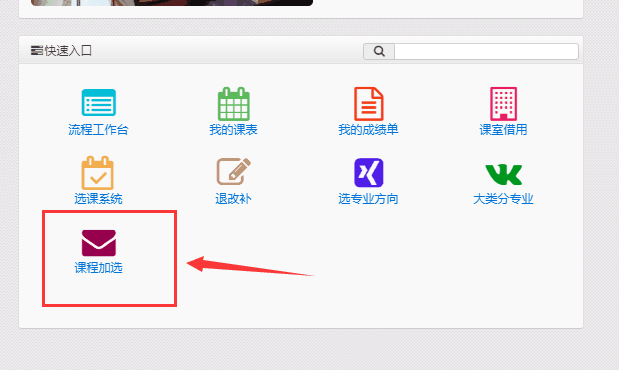 快速入口
流程工作台
我的课表
我的成绩单
课室借用
选课系统
退改补
选专业方向
大类分专业
课程加选